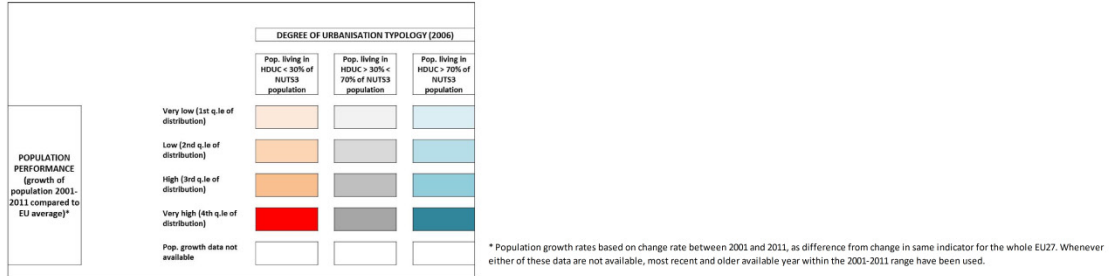 DEGREE OF URBANISATION TYPOLOGY (2006)
Pop. living in
HDUC < 30% of
NUTS3
population
Pop. living in
HDUC > 30% <
70% of NUTS3
population
Pop. living in
HDUC > 70% of
NUTS3
population
POPULATION
PERFORMANCE
(growth of
population 2001-
2011 compared to
EU average)*
Very low (1st q.le of
distribution)
Low (2nd q.le of
distribution)
High (3rd q.le of
distribution)
Very high (4th q.le of
distribution)
Pop. growth data not
available
* Population growth rates based on change rate between 2001 and 2011, as difference from change in same indicator for the whole EU27. Whenever
either of these data are not available, most recent and older available year within the 2001-2011 range have been used.